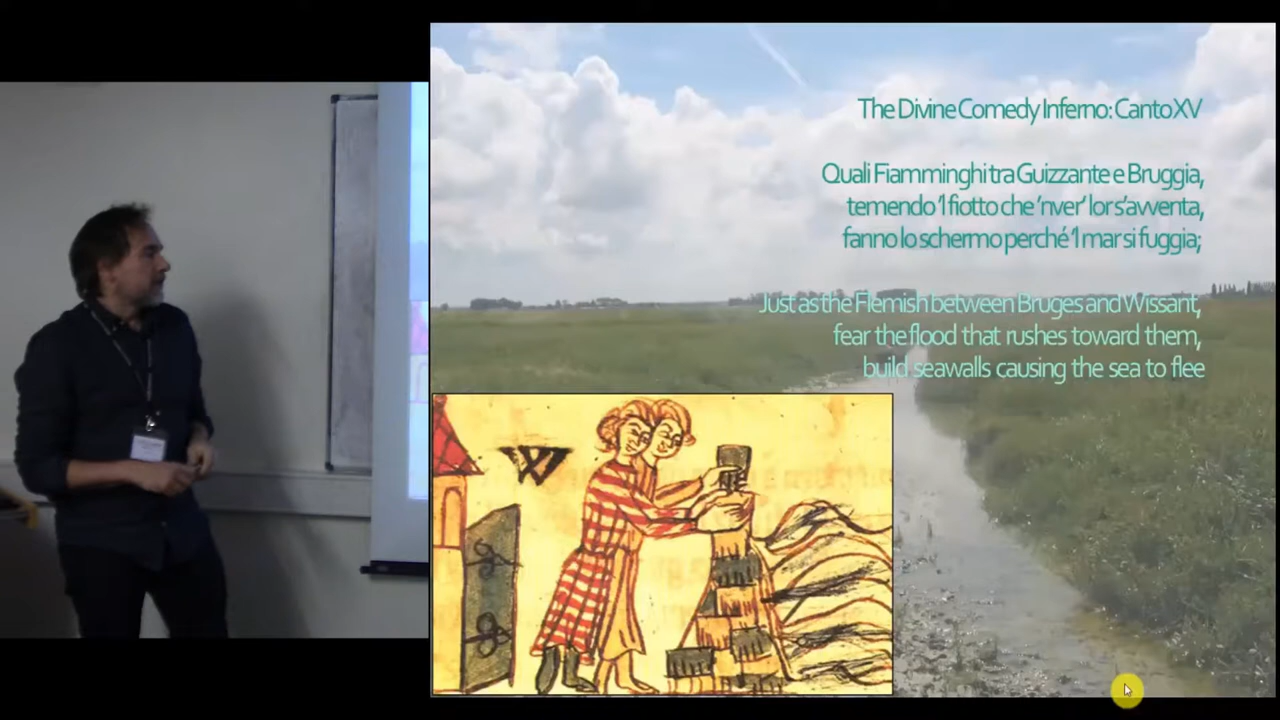 The Divine Comedy Inferno: Canto XV
Quali Fiamminghi tra Guizzante e Bruggia,
temendo 'l fiotto che 'nver' lor s'avventa,
fanno lo schermo perché 'l mar si fuggia;
Just as the Flemish between Bruges and Wissant,
fear the flood that rushes toward them,
build seawalls causing the sea to flee
W